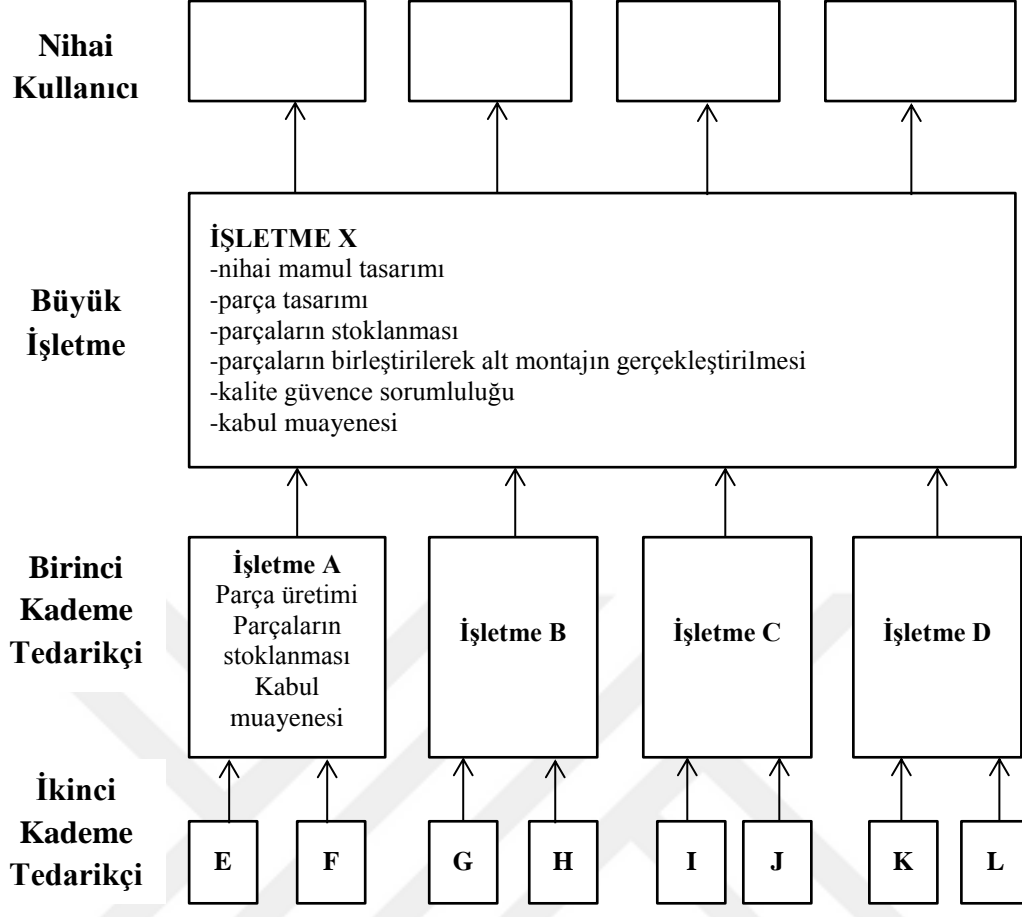 Nihai
Kullanıcı
Büyük
İşletme
İŞLETME X
-nihai mamul tasarımı
-parça tasarımı
-parçaların stoklanması
-parçaların birleştirilerek alt montajın gerçekleştirilmesi
-kalite güvence sorumluluğu
-kabul muayenesi
Birinci
Kademe
Tedarikçi
İşletme A
Parça üretimi
Parçaların
stoklanması
Kabul
muayenesi
İşletme B
İşletme C
İşletme D
İkinci
Kademe
Tedarikçi
E
F
G
H
I
J
K
L